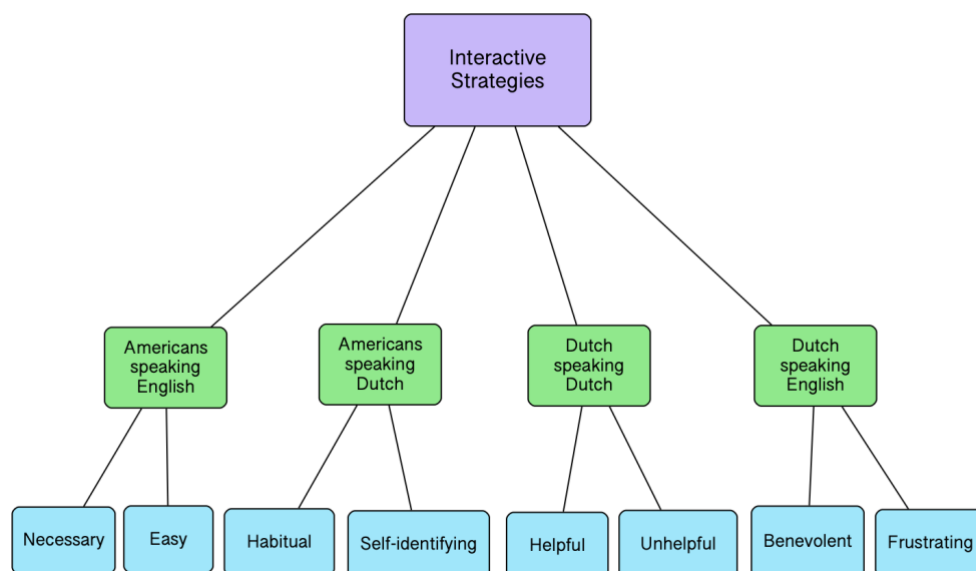 Interactive
Strategies
Americans
speaking
English
Americans
speaking
Dutch
Dutch
speaking
Dutch
Dutch
speaking
English
Necessary
Easy
Habitual
Self-identifying
Helpful
Unhelpful
Benevolent
Frustrating